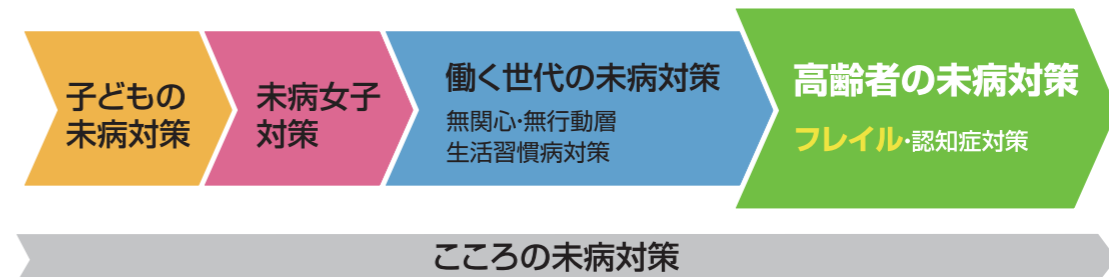 子どもの
未病対策
未病女子
対策
働く世代の未病対策
無関心・無行動層
生活習慣病対策
高齢者の未病対策
フレイル・認知症対策
こころの未病対策